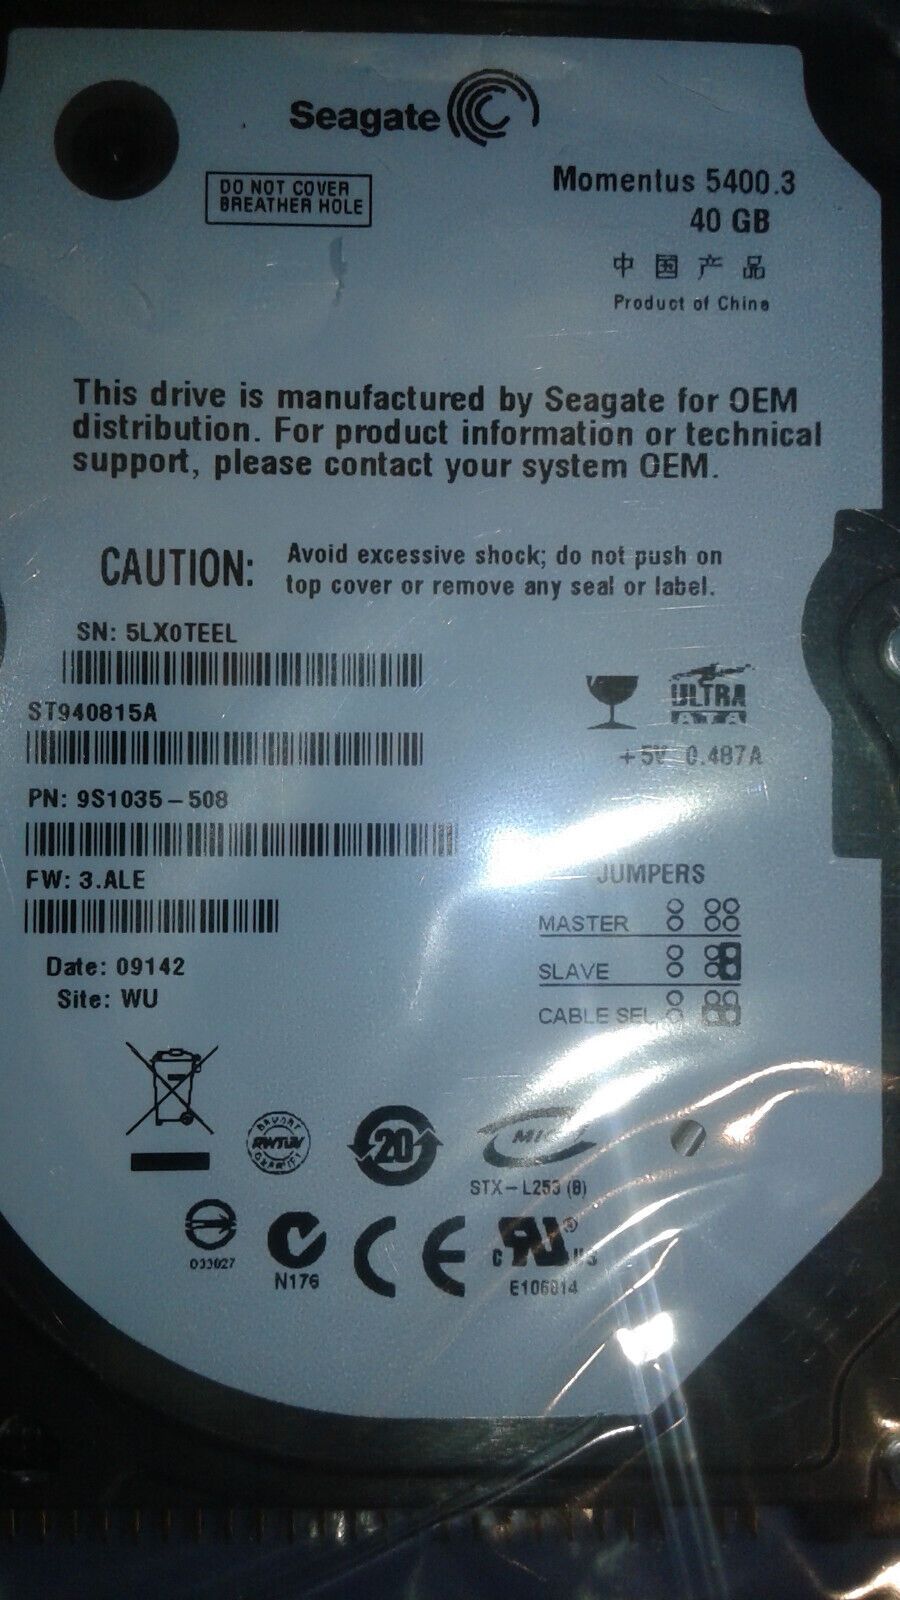 Seagate
DO NOT COVER
BREATHER HOLE
Momentus 5400.3
40 GB
中国产品
Product of China
This drive is manufactured by Seagate for OEM
distribution. For product information or technical
support, please contact your system OEM.
CAUTION: Avoid excessive shock; do not push on
top cover or remove any seal or label.
SN: 5LX0TEEL
ST940815A
ULTRA
ATA
+5V 0.487A
PN: 9S1035-508
FW: 3.ALE
JUMPERS
MASTER
SLAVE
CABLE SEL
Date: 09142
Site: WU
RWTUV
20
STX-L253 (B)
N176
CE
C US
E106814